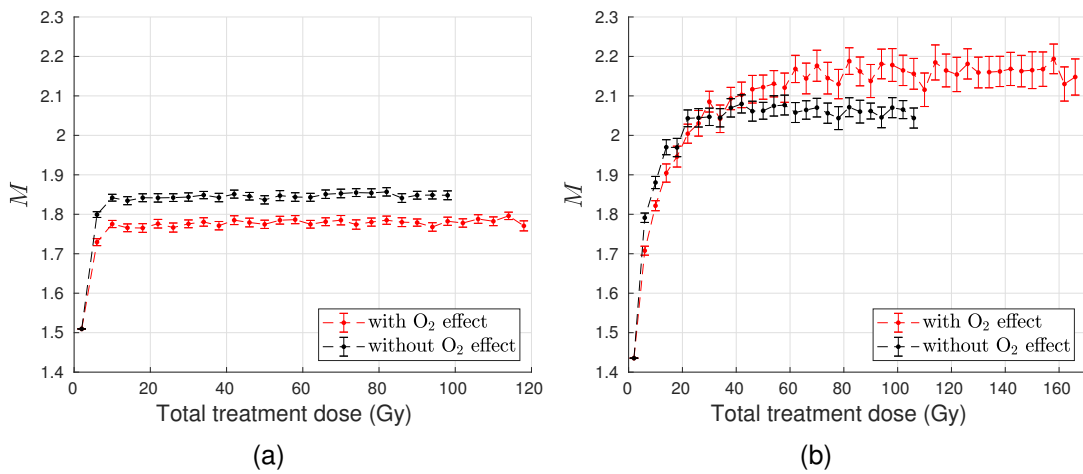 2.3
2.2
2.1
2
1.9
1.8
1.7
1.6
1.5
1.4
M
0 20 40 60 80 100 120
Total treatment dose (Gy)
with O₂ effect
without O₂ effect
(a)
2.3
2.2
2.1
2
1.9
1.8
1.7
1.6
1.5
1.4
M
0 20 40 60 80 100 120 140 160
Total treatment dose (Gy)
with O₂ effect
without O₂ effect
(b)